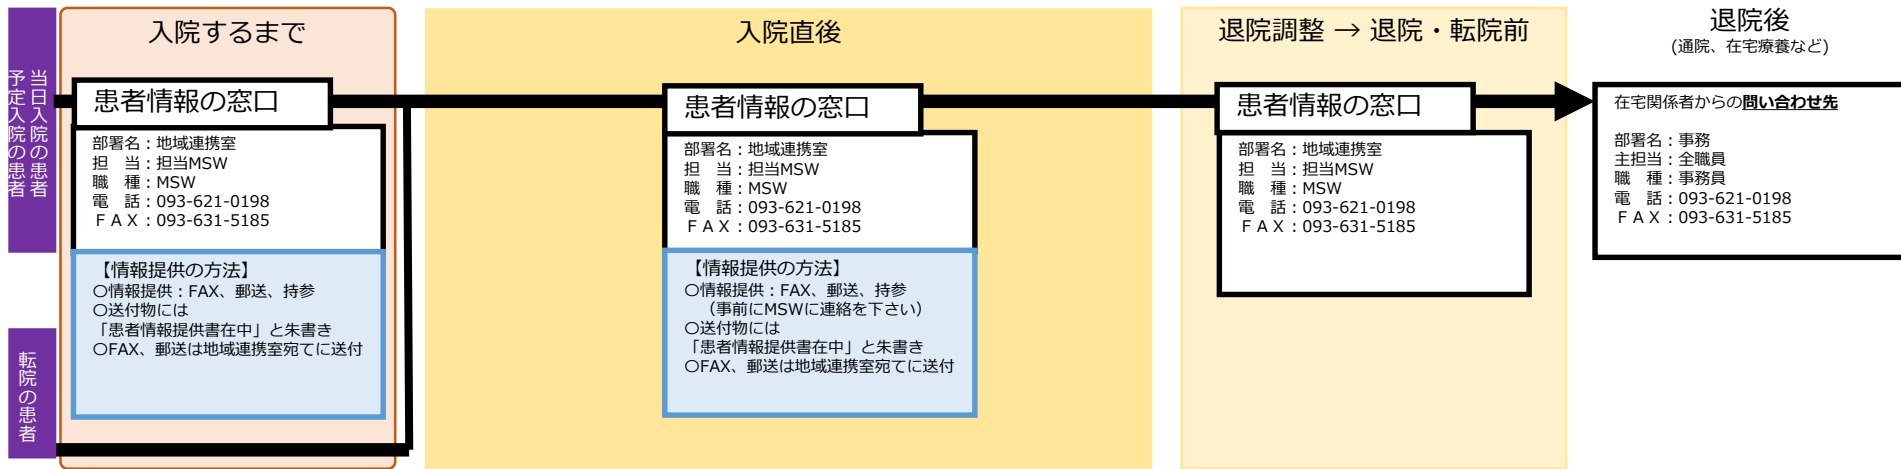 当日入院の患者
予定入院の患者
転院の患者
入院するまで
患者情報の窓口
部署名：地域連携室
担　当：担当MSW
職　種：MSW
電　話：093-621-0198
ＦＡＸ：093-631-5185
【情報提供の方法】
〇情報提供：FAX、郵送、持参
〇送付物には
「患者情報提供書在中」と朱書き
〇FAX、郵送は地域連携室宛てに送付
入院直後
患者情報の窓口
部署名：地域連携室
担　当：担当MSW
職　種：MSW
電　話：093-621-0198
ＦＡＸ：093-631-5185
【情報提供の方法】
〇情報提供：FAX、郵送、持参
（事前にMSWに連絡を下さい）
〇送付物には
「患者情報提供書在中」と朱書き
〇FAX、郵送は地域連携室宛てに送付
退院調整 → 退院・転院前
患者情報の窓口
部署名：地域連携室
担　当：担当MSW
職　種：MSW
電　話：093-621-0198
ＦＡＸ：093-631-5185
退院後
(通院、在宅療養など)
在宅関係者からの問い合わせ先
部署名：事務
主担当：全職員
職　種：事務員
電　話：093-621-0198
ＦＡＸ：093-631-5185